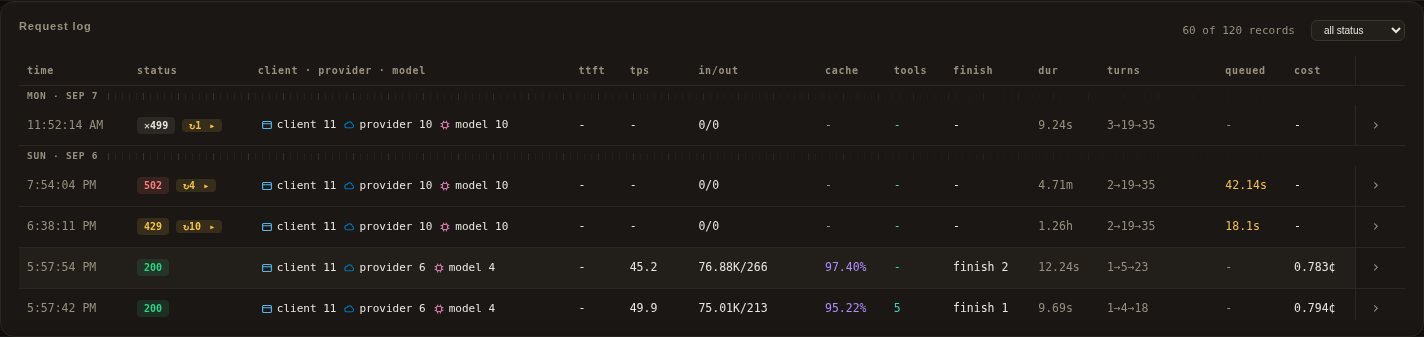 Request log
60 of 120 records all status
time status client · provider · model ttft tps in/out cache tools finish dur turns queued cost
MON · SEP 7
11:52:14 AM ×499 ↻1 ▸ client 11 provider 10 model 10 - - 0/0 - - - 9.24s 3→19→35 - - ›
SUN · SEP 6
7:54:04 PM 502 ↻4 ▸ client 11 provider 10 model 10 - - 0/0 - - - 4.71m 2→19→35 42.14s - ›
6:38:11 PM 429 ↻10 ▸ client 11 provider 10 model 10 - - 0/0 - - - 1.26h 2→19→35 18.1s - ›
5:57:54 PM 200 client 11 provider 6 model 4 - 45.2 76.88K/266 97.40% - finish 2 12.24s 1→5→23 - 0.783¢ ›
5:57:42 PM 200 client 11 provider 6 model 4 - 49.9 75.01K/213 95.22% 5 finish 1 9.69s 1→4→18 - 0.794¢ ›